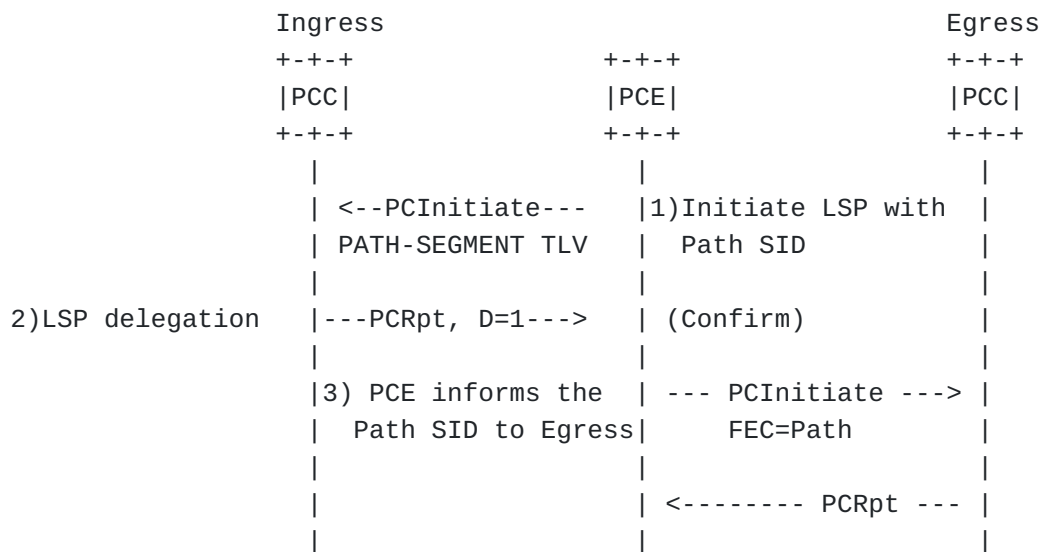 Ingress                                  Egress
                 +-+-+                +-+-+                 +-+-+
                 |PCC|                |PCE|                 |PCC|
                 +-+-+                +-+-+                 +-+-+
                   |                    |                     |
                   | <--PCInitiate---   |1)Initiate LSP with  |
                   | PATH-SEGMENT TLV   |  Path SID           |
                   |                    |                     |
2)LSP delegation   |---PCRpt, D=1--->   | (Confirm)           |
                   |                    |                     |
                   |3) PCE informs the  | --- PCInitiate ---> |
                   |  Path SID to Egress|     FEC=Path        |
                   |                    |                     |
                   |                    | <-------- PCRpt --- |
                   |                    |                     |